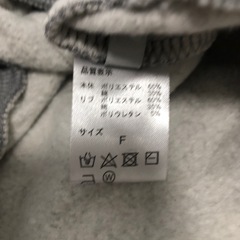 品質表示
本体 ポリエステル 60%
綿
リブ ポリエステル 60%
綿 35%
ポリウレタン 5%
サイズ
F